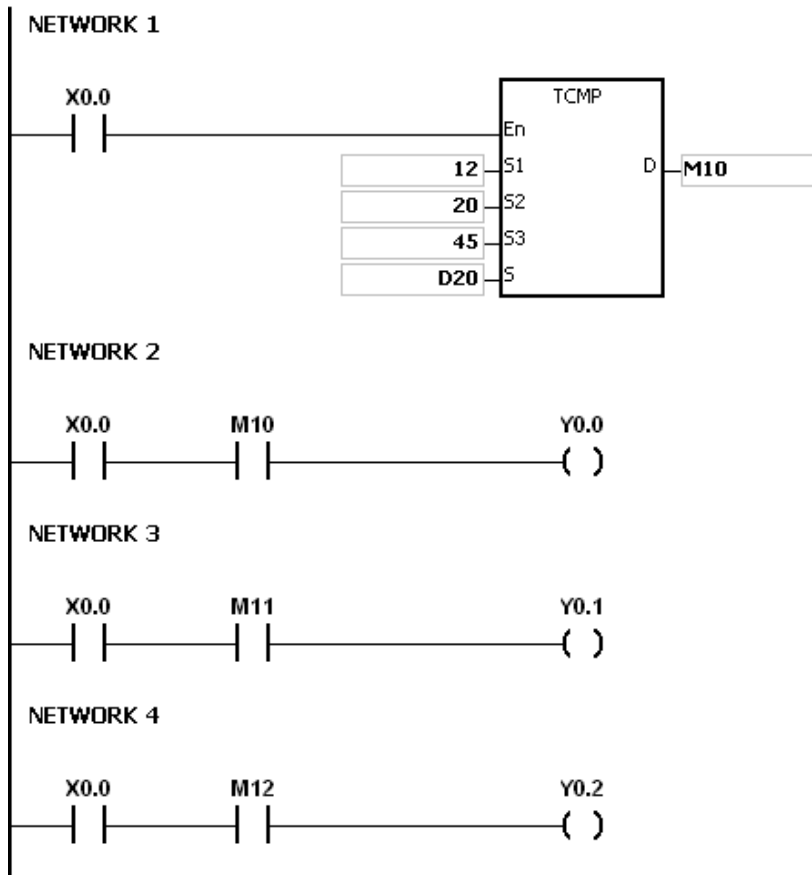 NETWORK 1
X0.0
TCMP
En
12 S1 D M10
20 S2
45 S3
D20 S
NETWORK 2
X0.0 M10 Y0.0
NETWORK 3
X0.0 M11 Y0.1
NETWORK 4
X0.0 M12 Y0.2